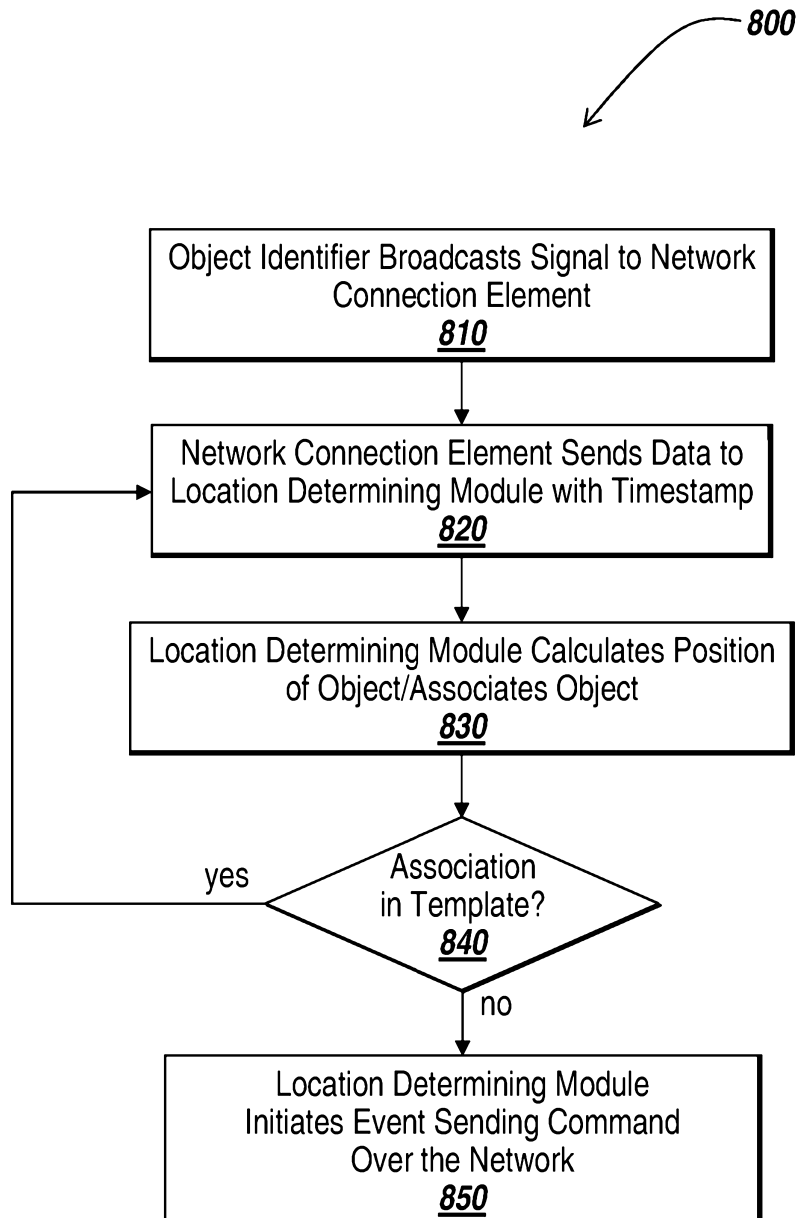 800
Object Identifier Broadcasts Signal to Network
Connection Element
810
Network Connection Element Sends Data to
Location Determining Module with Timestamp
820
Location Determining Module Calculates Position
of Object/Associates Object
830
Association
in Template?
840
yes
no
Location Determining Module
Initiates Event Sending Command
Over the Network
850